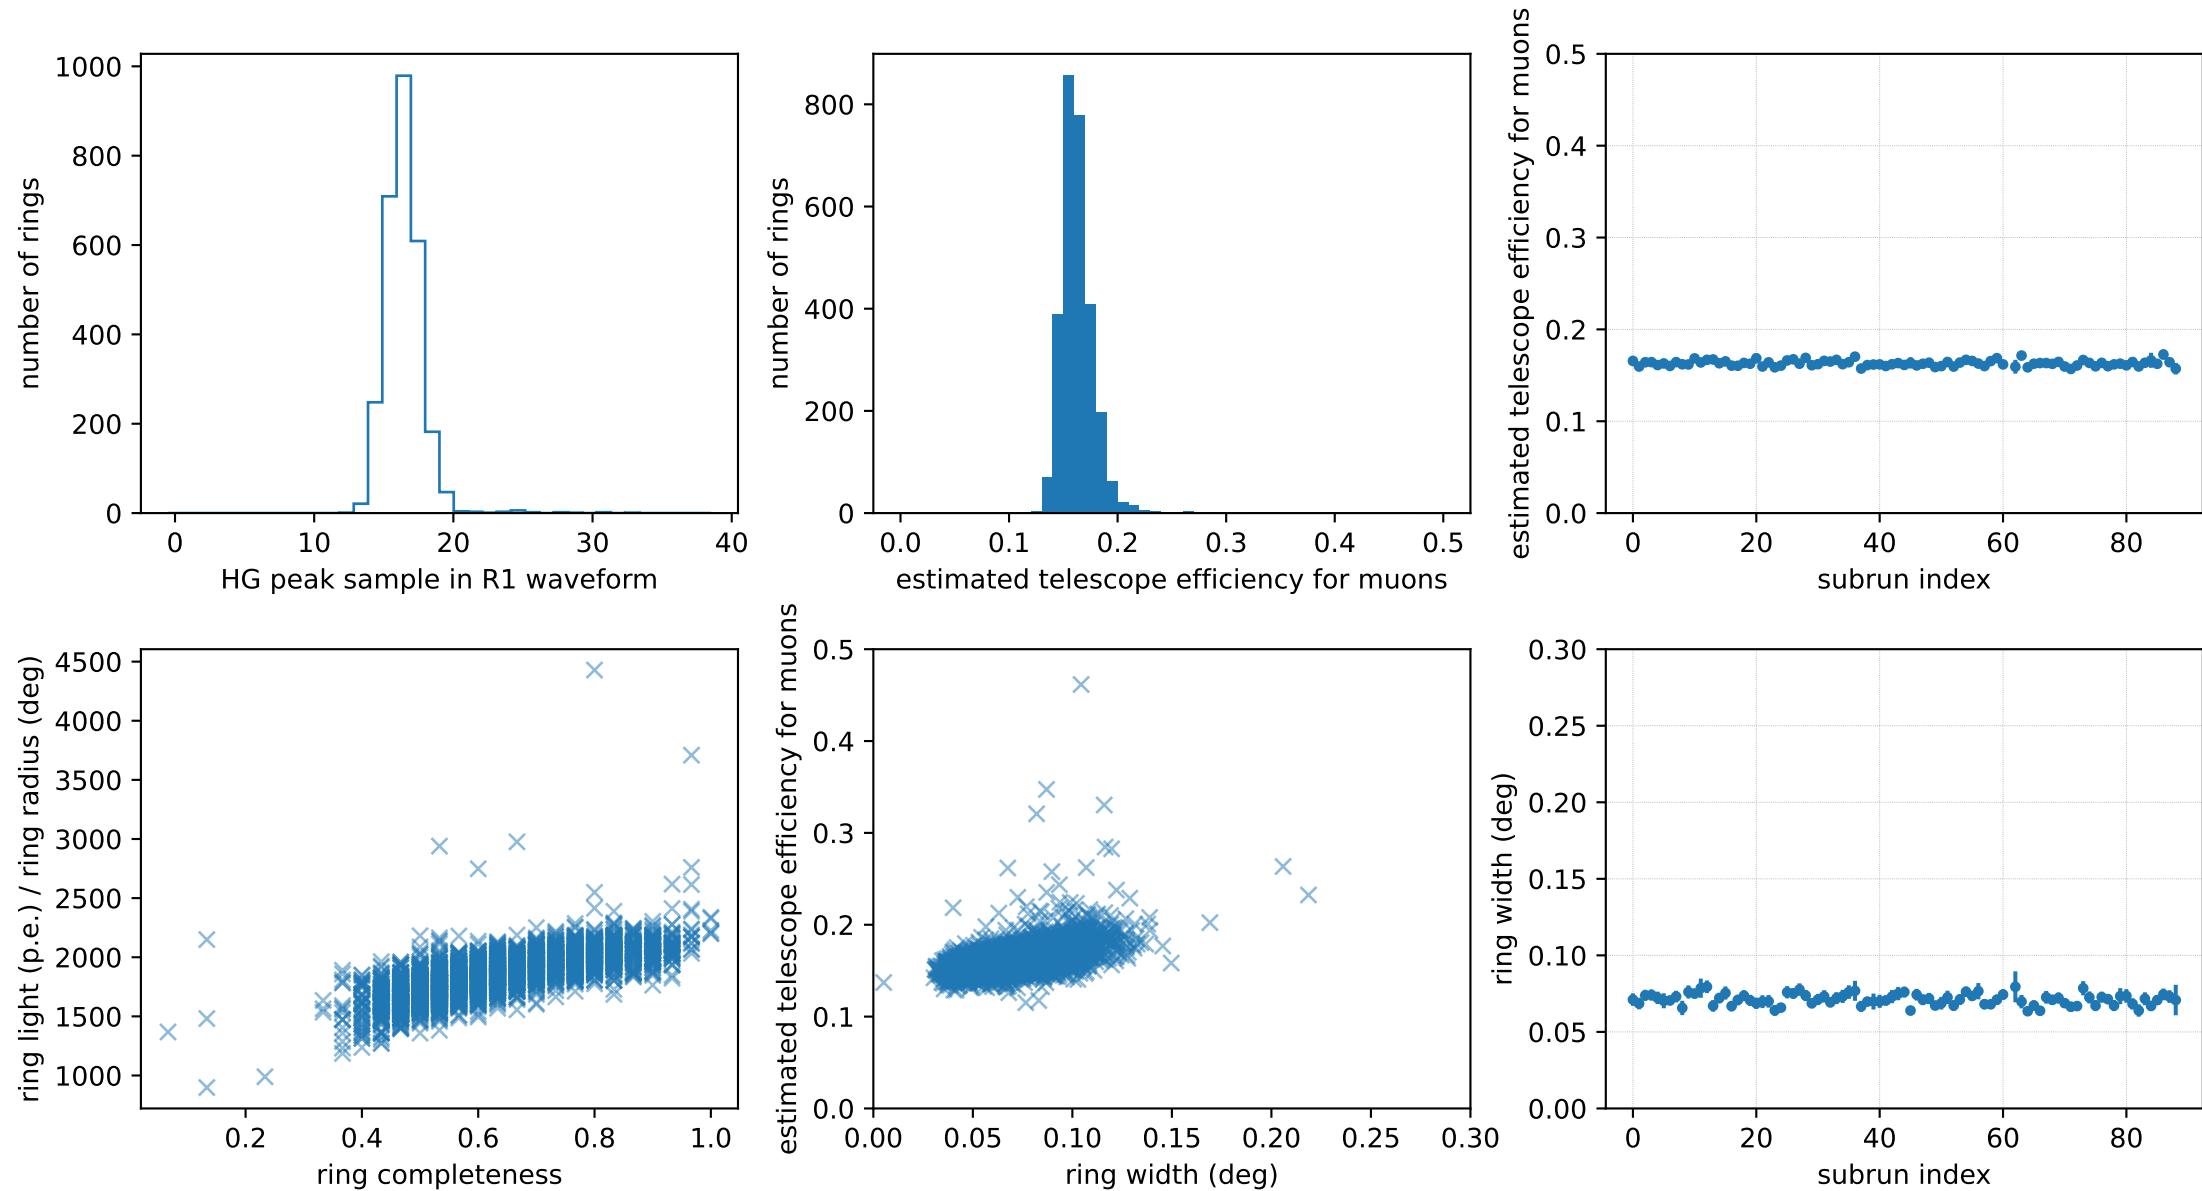 1000
800
600
400
200
0
number of rings
0 10 20 30 40
HG peak sample in R1 waveform
800
600
400
200
0
number of rings
0.0 0.1 0.2 0.3 0.4 0.5
estimated telescope efficiency for muons
0.5
0.4
0.3
0.2
0.1
0.0
estimated telescope efficiency for muons
0 20 40 60 80
subrun index
4500
4000
3500
3000
2500
2000
1500
1000
ring light (p.e.) / ring radius (deg)
0.2 0.4 0.6 0.8 1.0
ring completeness
0.5
0.4
0.3
0.2
0.1
0.0
estimated telescope efficiency for muons
0.00 0.05 0.10 0.15 0.20 0.25 0.30
ring width (deg)
0.30
0.25
0.20
0.15
0.10
0.05
0.00
ring width (deg)
0 20 40 60 80
subrun index